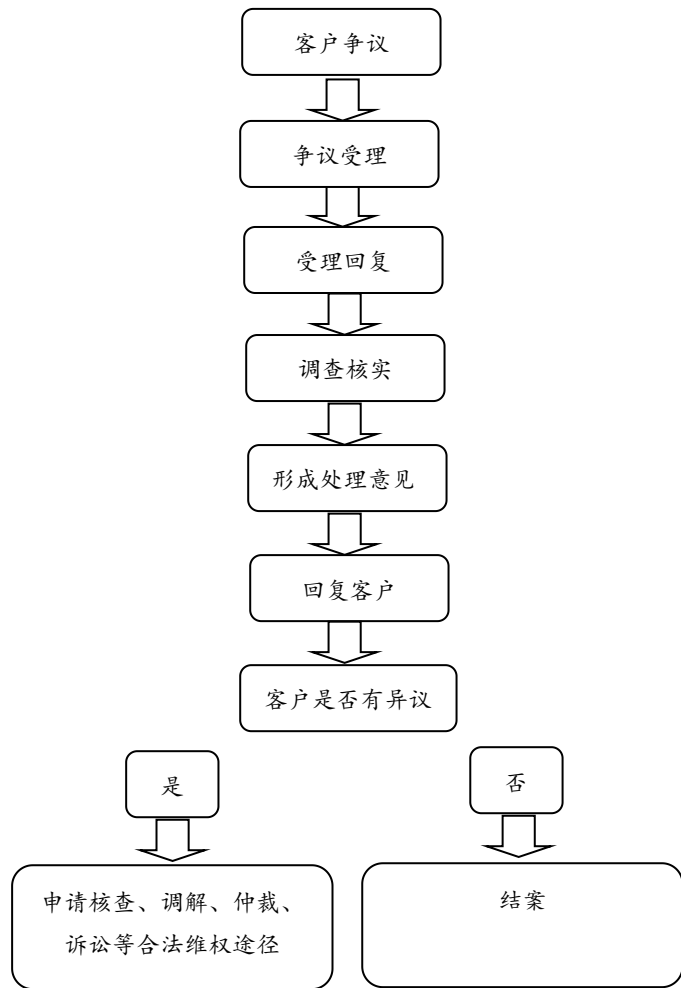 客户争议
争议受理
受理回复
调查核实
形成处理意见
回复客户
客户是否有异议
是
否
申请核查、调解、仲裁、
诉讼等合法维权途径
结案